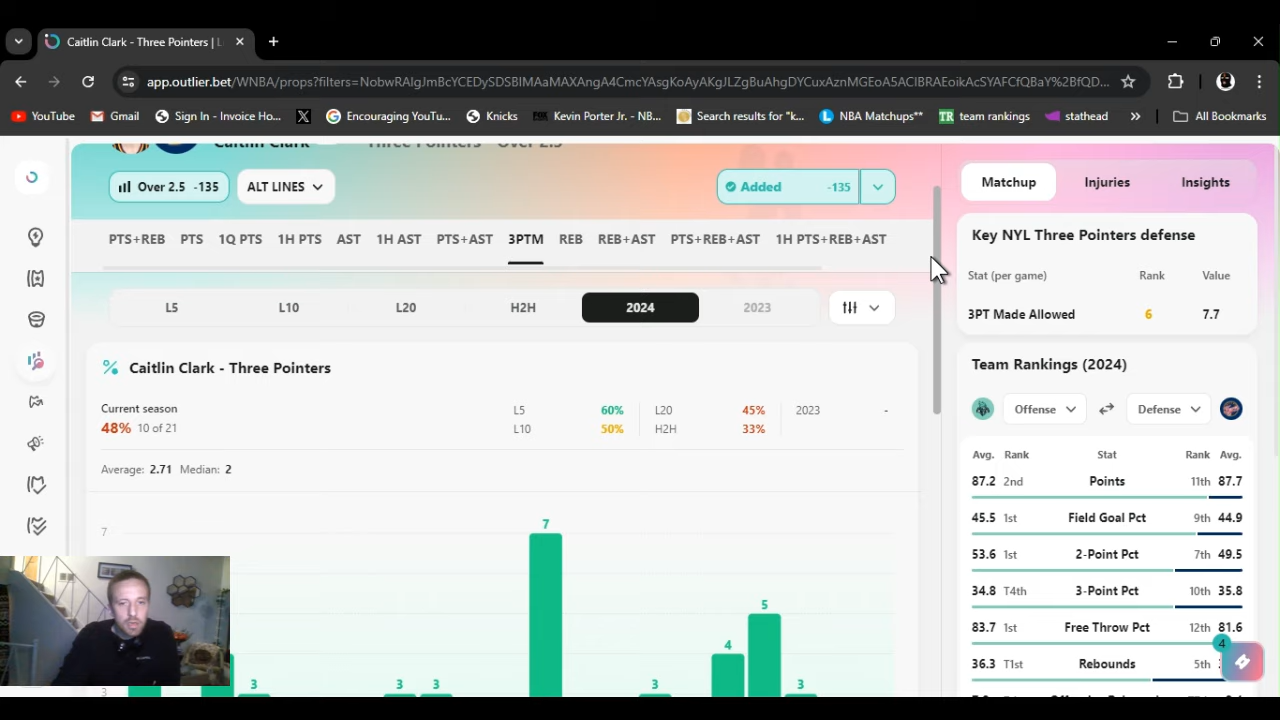 Caitlin Clark - Three Pointers | L
app.outlier.bet/WNBA/props?filters=NobwRAlgJmBcYCEDySDSBIMAaMAXAngA4CmcYAsgKoAyAKgJLZgBuAhgDYCuxAznMGEoA5ACIBRAEoikAcSYAFCfQBaY%2BfQD...
YouTube Gmail Sign In - Invoice Ho... Encouraging YouTu... Knicks Kevin Porter Jr. - NB... Search results for "k... NBA Matchups** team rankings stathead » All Bookmarks
Caitlin Clark Three Pointers - Over 2.5
Over 2.5 -135 ALT LINES Added -135
PTS+REB PTS 1Q PTS 1H PTS AST 1H AST PTS+AST 3PTM REB REB+AST PTS+REB+AST 1H PTS+REB+AST
L5 L10 L20 H2H 2024 2023
Caitlin Clark - Three Pointers
Current season
48% 10 of 21
L5 60% L20 45% 2023 -
L10 50% H2H 33%
Average: 2.71 Median: 2
7
7
5
4
3 3 3 3 3 3
Matchup Injuries Insights
Key NYL Three Pointers defense
Stat (per game) Rank Value
3PT Made Allowed 6 7.7
Team Rankings (2024)
Offense Defense
Avg. Rank Stat Rank Avg.
87.2 2nd Points 11th 87.7
45.5 1st Field Goal Pct 9th 44.9
53.6 1st 2-Point Pct 7th 49.5
34.8 T4th 3-Point Pct 10th 35.8
83.7 1st Free Throw Pct 12th 81.6
36.3 T1st Rebounds 5th
4